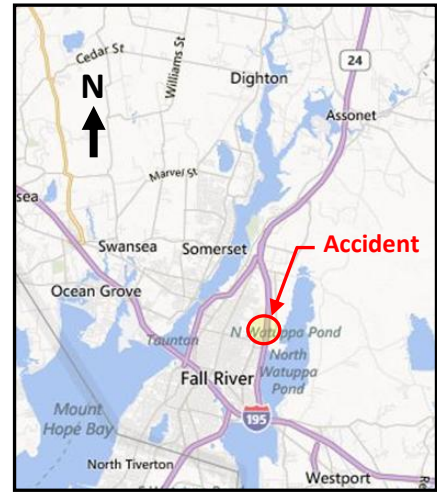 Cedar St
Williams St
Dighton
24
N
Assonet
Marvel St
sea
Swansea
Somerset
Accident
Ocean Grove
Taunton
N Watuppa Pond
North
Watuppa
Pond
Fall River
Mount
Hope Bay
195
North Tiverton
Westport